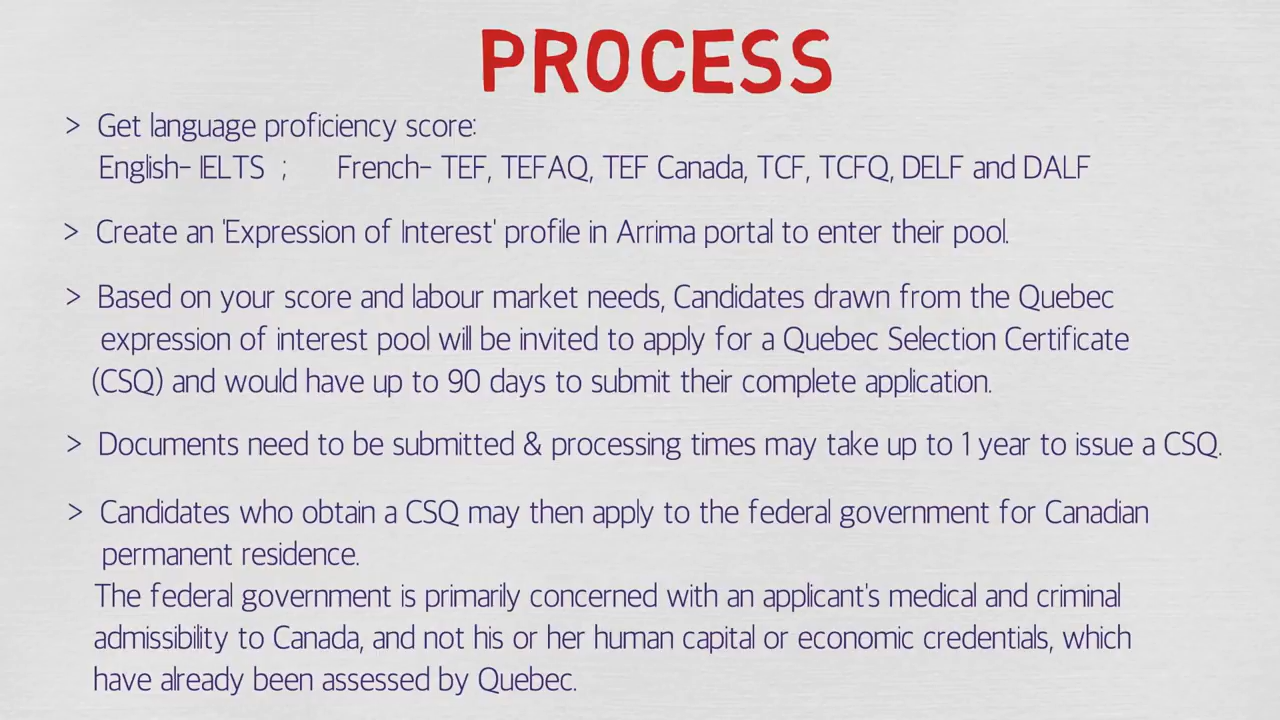 PROCESS
> Get language proficiency score:
English- IELTS ; French- TEF, TEFAQ, TEF Canada, TCF, TCFQ, DELF and DALF
> Create an 'Expression of Interest' profile in Arrima portal to enter their pool.
> Based on your score and labour market needs, Candidates drawn from the Quebec
expression of interest pool will be invited to apply for a Quebec Selection Certificate
(CSQ) and would have up to 90 days to submit their complete application.
> Documents need to be submitted & processing times may take up to 1 year to issue a CSQ.
> Candidates who obtain a CSQ may then apply to the federal government for Canadian
permanent residence.
The federal government is primarily concerned with an applicant's medical and criminal
admissibility to Canada, and not his or her human capital or economic credentials, which
have already been assessed by Quebec.